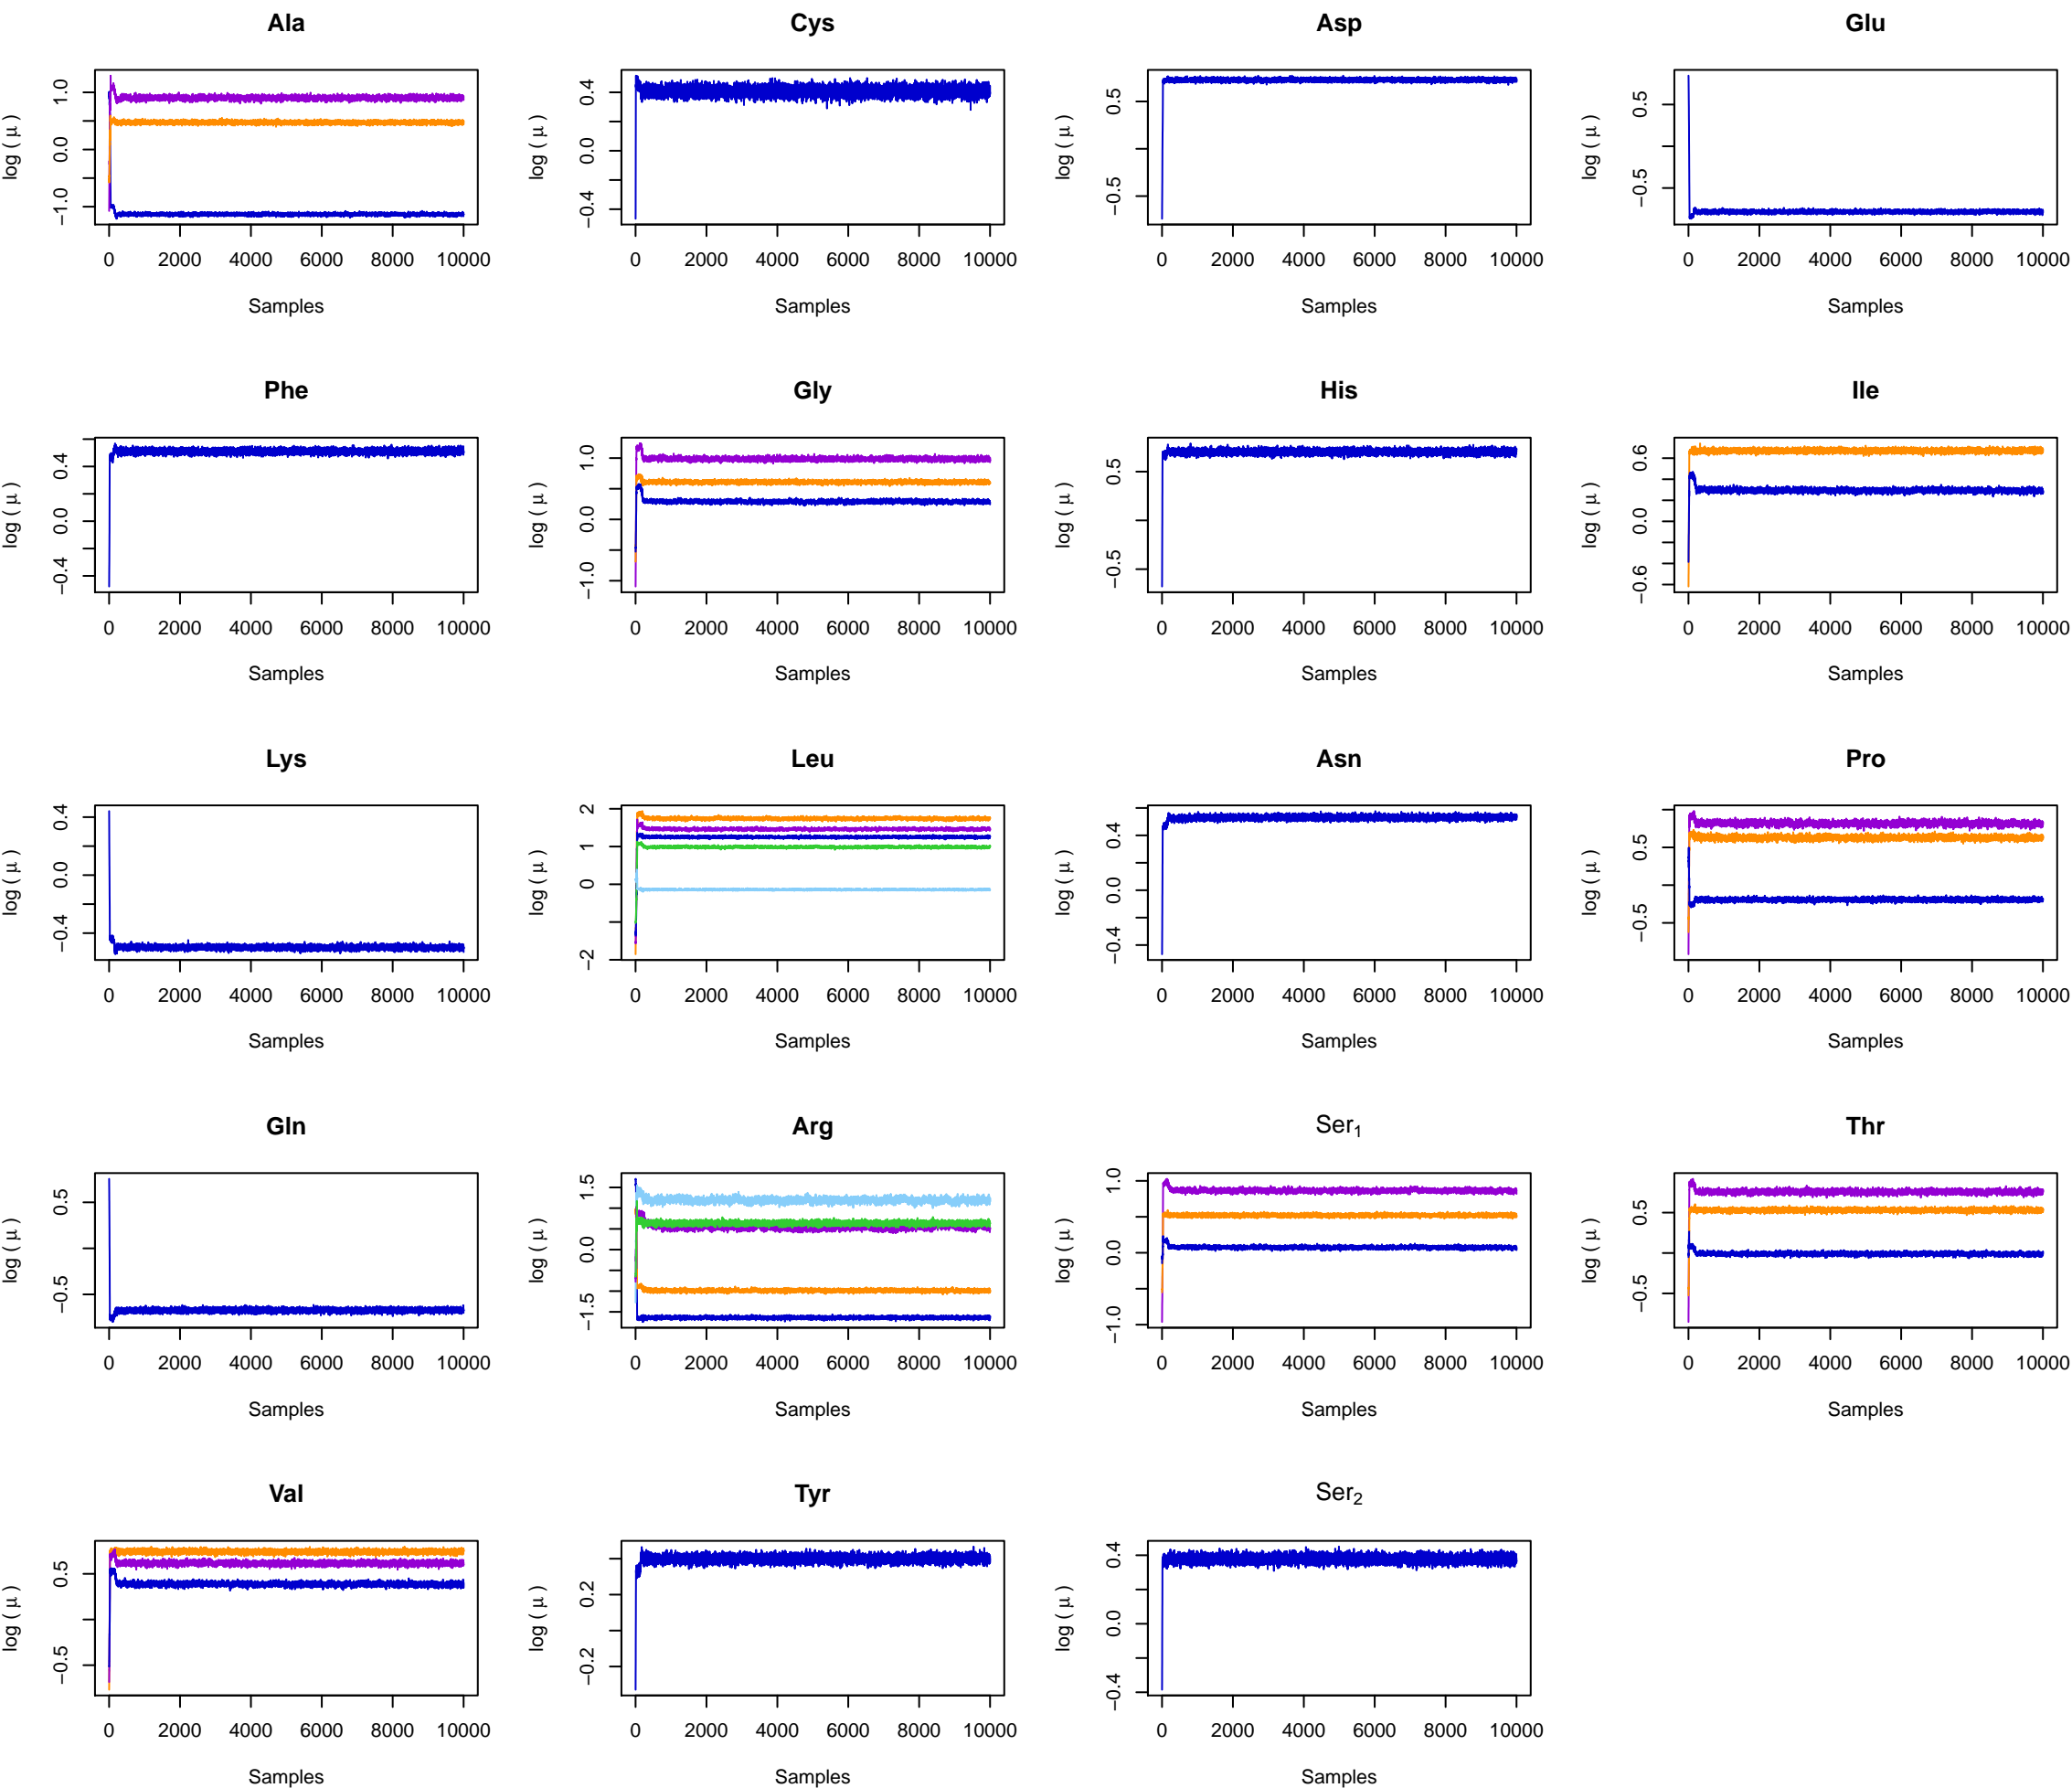 Ala
log ( μ )
1.0
0.0
−1.0
0 2000 4000 6000 8000 10000
Samples
Cys
log ( μ )
0.4
0.0
−0.4
0 2000 4000 6000 8000 10000
Samples
Asp
log ( μ )
0.5
−0.5
0 2000 4000 6000 8000 10000
Samples
Glu
log ( μ )
0.5
−0.5
0 2000 4000 6000 8000 10000
Samples
Phe
log ( μ )
0.4
0.0
−0.4
0 2000 4000 6000 8000 10000
Samples
Gly
log ( μ )
1.0
0.0
−1.0
0 2000 4000 6000 8000 10000
Samples
His
log ( μ )
0.5
−0.5
0 2000 4000 6000 8000 10000
Samples
Ile
log ( μ )
0.6
0.0
−0.6
0 2000 4000 6000 8000 10000
Samples
Lys
log ( μ )
0.4
0.0
−0.4
0 2000 4000 6000 8000 10000
Samples
Leu
log ( μ )
2
1
0
−2
0 2000 4000 6000 8000 10000
Samples
Asn
log ( μ )
0.4
0.0
−0.4
0 2000 4000 6000 8000 10000
Samples
Pro
log ( μ )
0.5
−0.5
0 2000 4000 6000 8000 10000
Samples
Gln
log ( μ )
0.5
−0.5
0 2000 4000 6000 8000 10000
Samples
Arg
log ( μ )
1.5
0.0
−1.5
0 2000 4000 6000 8000 10000
Samples
Ser₁
log ( μ )
1.0
0.0
−1.0
0 2000 4000 6000 8000 10000
Samples
Thr
log ( μ )
0.5
−0.5
0 2000 4000 6000 8000 10000
Samples
Val
log ( μ )
0.5
−0.5
0 2000 4000 6000 8000 10000
Samples
Tyr
log ( μ )
0.2
−0.2
0 2000 4000 6000 8000 10000
Samples
Ser₂
log ( μ )
0.4
0.0
−0.4
0 2000 4000 6000 8000 10000
Samples